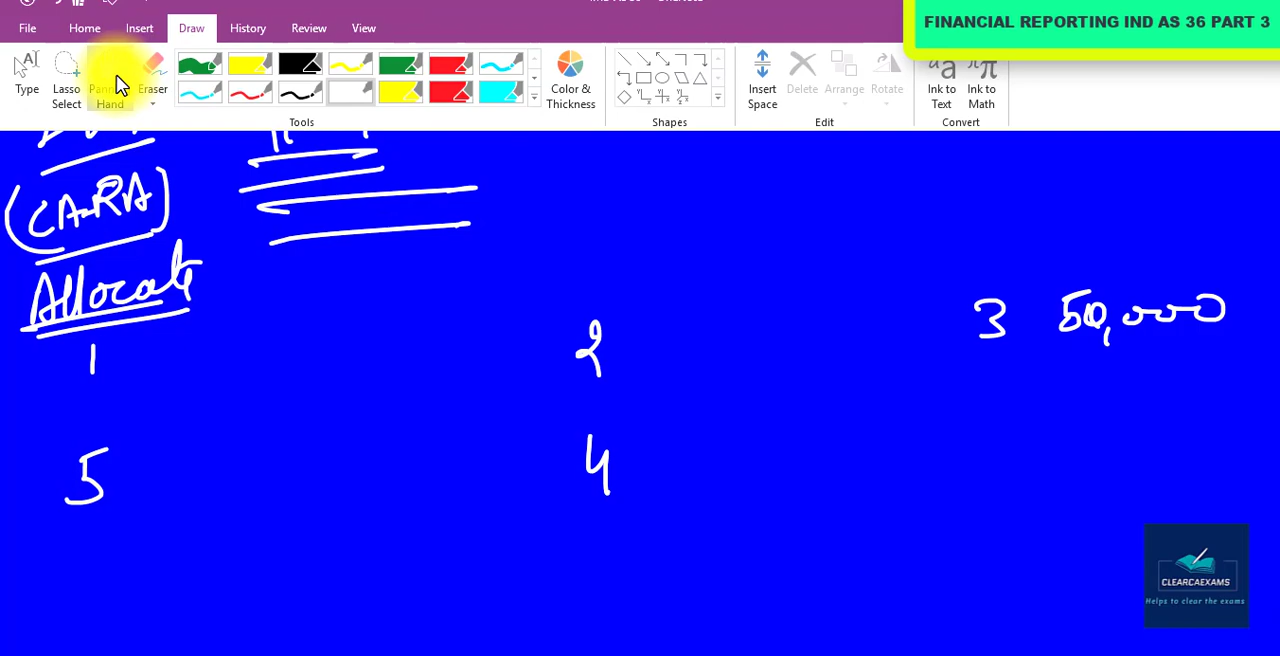 FINANCIAL REPORTING IND AS 36 PART 3
File Home Insert Draw History Review View
Type
Lasso Select
Hand
Eraser
Color & Thickness
Insert Space
Delete
Arrange
Rotate
Ink to Text
Ink to Math
Tools
Shapes
Edit
Convert
(CA-RA)
Allocate
1 2 3 50,000
5 4
CLEARCAEXAMS
Helps to clear the exams